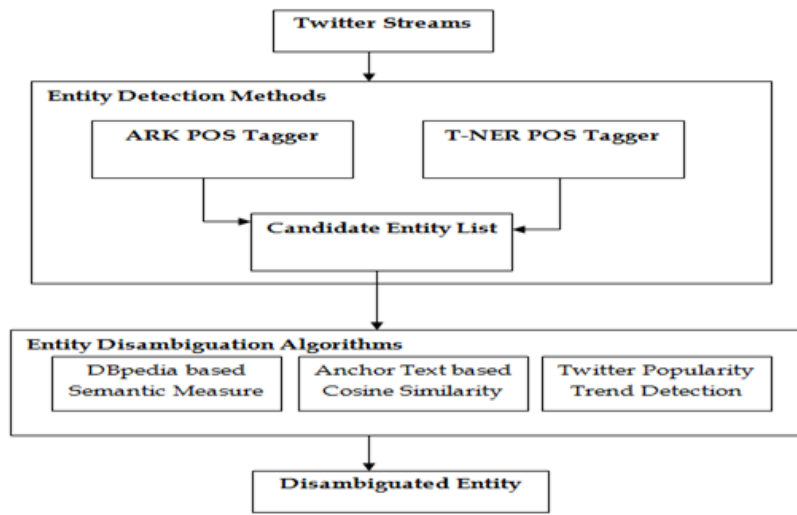 Twitter Streams
Entity Detection Methods
ARK POS Tagger
T-NER POS Tagger
Candidate Entity List
Entity Disambiguation Algorithms
DBpedia based
Semantic Measure
Anchor Text based
Cosine Similarity
Twitter Popularity
Trend Detection
Disambiguated Entity